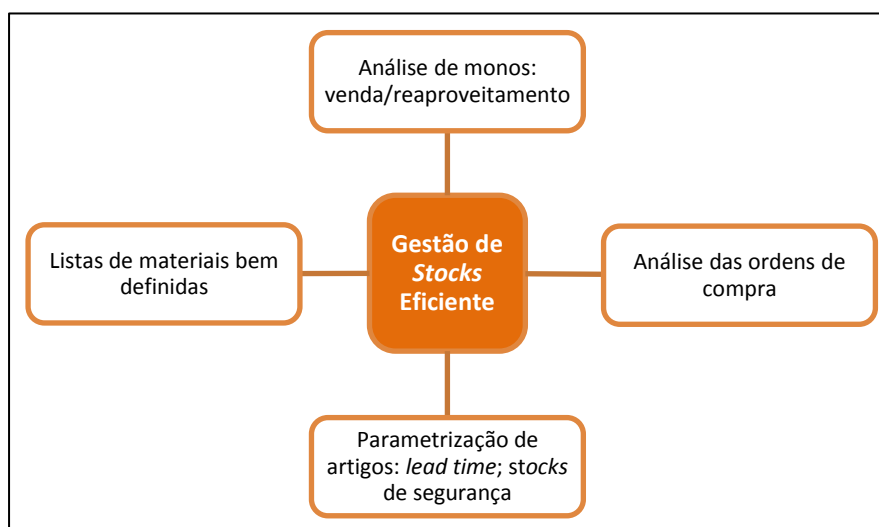 Análise de monos:
venda/reaproveitamento
Listas de materiais bem
definidas
Gestão de
Stocks
Eficiente
Análise das ordens de
compra
Parametrização de
artigos: lead time; stocks
de segurança